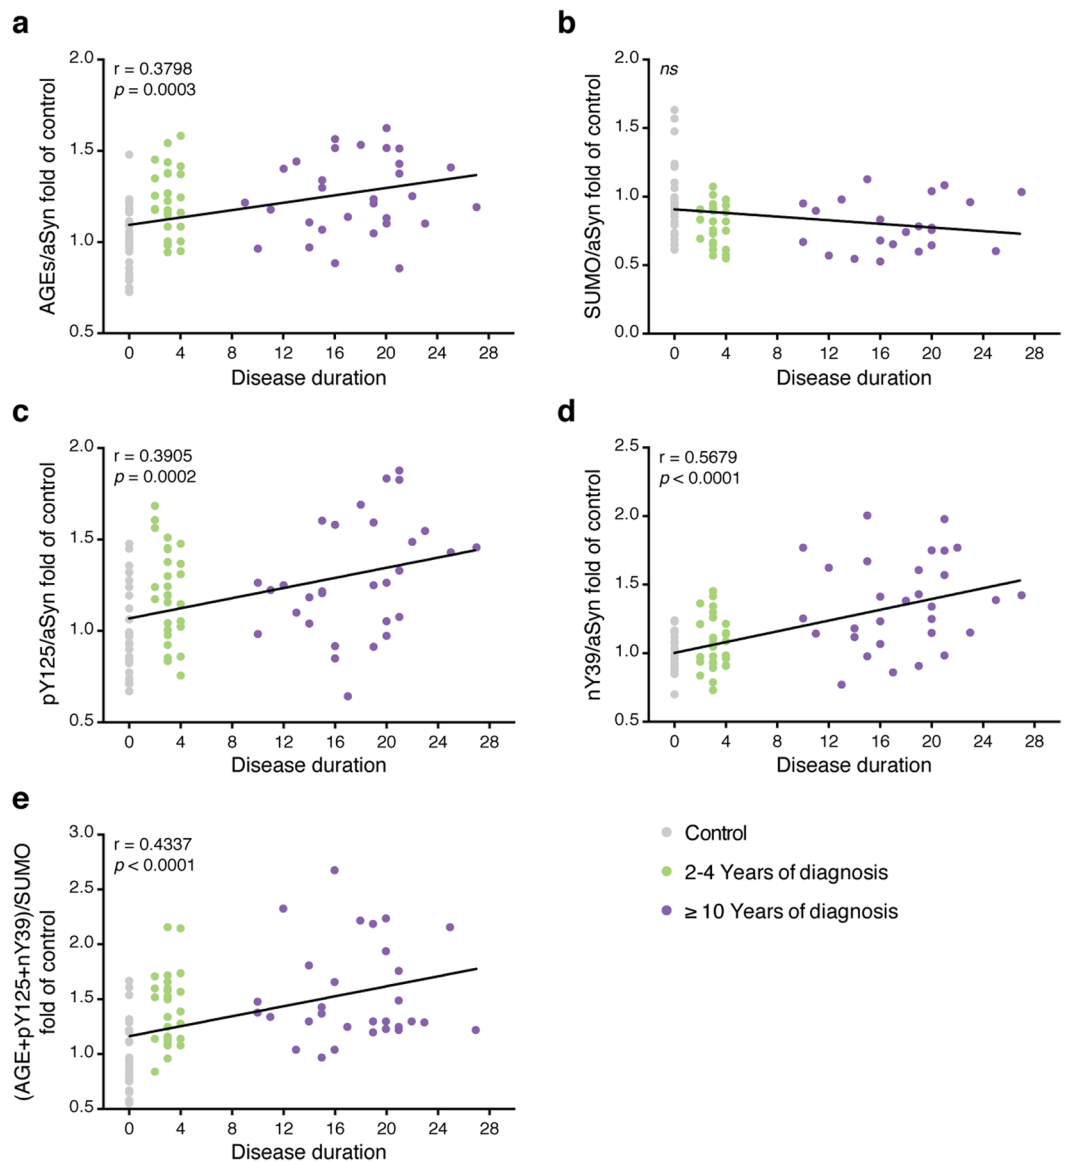 a
r = 0.3798
p = 0.0003
AGEs/aSyn fold of control
2.0
1.5
1.0
0.5
0 4 8 12 16 20 24 28
Disease duration
b
ns
SUMO/aSyn fold of control
2.0
1.5
1.0
0.5
0.0
0 4 8 12 16 20 24 28
Disease duration
c
r = 0.3905
p = 0.0002
pY125/aSyn fold of control
2.0
1.5
1.0
0.5
0 4 8 12 16 20 24 28
Disease duration
d
r = 0.5679
p < 0.0001
nY39/aSyn fold of control
2.5
2.0
1.5
1.0
0.5
0 4 8 12 16 20 24 28
Disease duration
e
r = 0.4337
p < 0.0001
(AGE+pY125+nY39)/SUMO
fold of control
3.0
2.5
2.0
1.5
1.0
0.5
0 4 8 12 16 20 24 28
Disease duration
Control
2-4 Years of diagnosis
≥ 10 Years of diagnosis